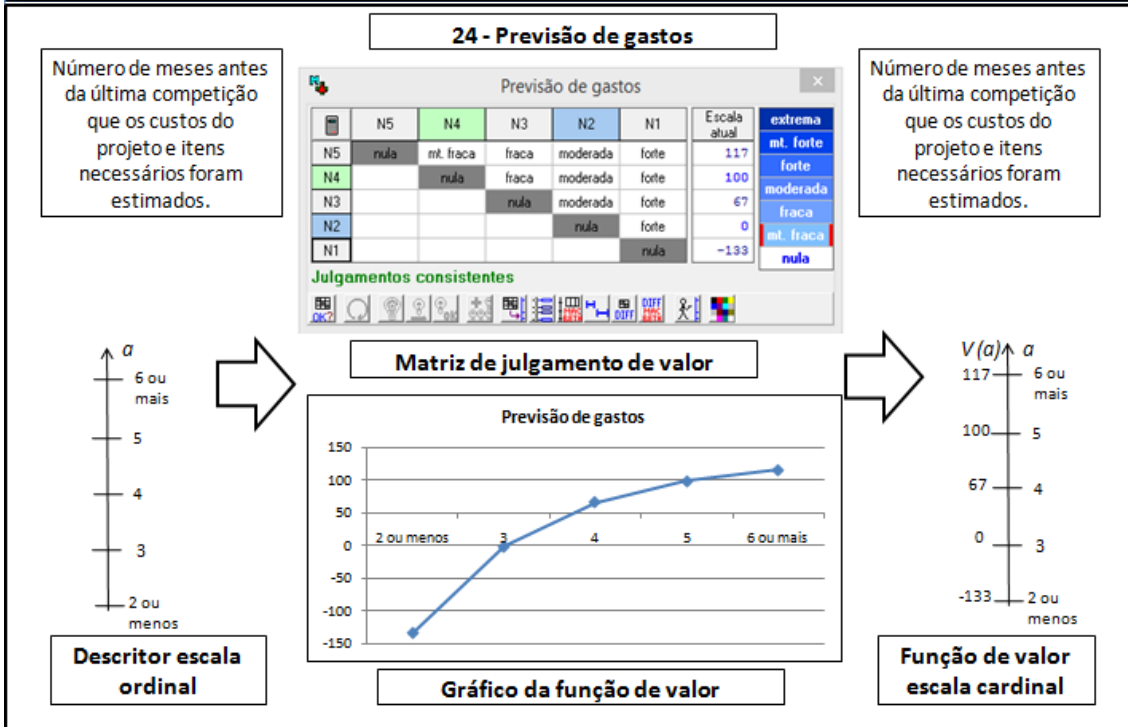 24 - Previsão de gastos
Número de meses antes
da última competição
que os custos do
projeto e itens
necessários foram
estimados.
Previsão de gastos
N5 N4 N3 N2 N1 Escala atual
N5 nula mt. fraca fraca moderada forte 117
N4 nula fraca moderada forte 100
N3 nula moderada forte 67
N2 nula forte 0
N1 nula -133
extrema
mt. forte
forte
moderada
fraca
mt. fraca
nula
Julgamentos consistentes
OK? DIFF DIFF
Número de meses antes
da última competição
que os custos do
projeto e itens
necessários foram
estimados.
a
6 ou
mais
5
4
3
2 ou
menos
Descritor escala
ordinal
Matriz de julgamento de valor
Previsão de gastos
150
100
50
0
-50
-100
-150
2 ou menos 3 4 5 6 ou mais
Gráfico da função de valor
V(a) a
117 6 ou
mais
100 5
67 4
0 3
-133 2 ou
menos
Função de valor
escala cardinal